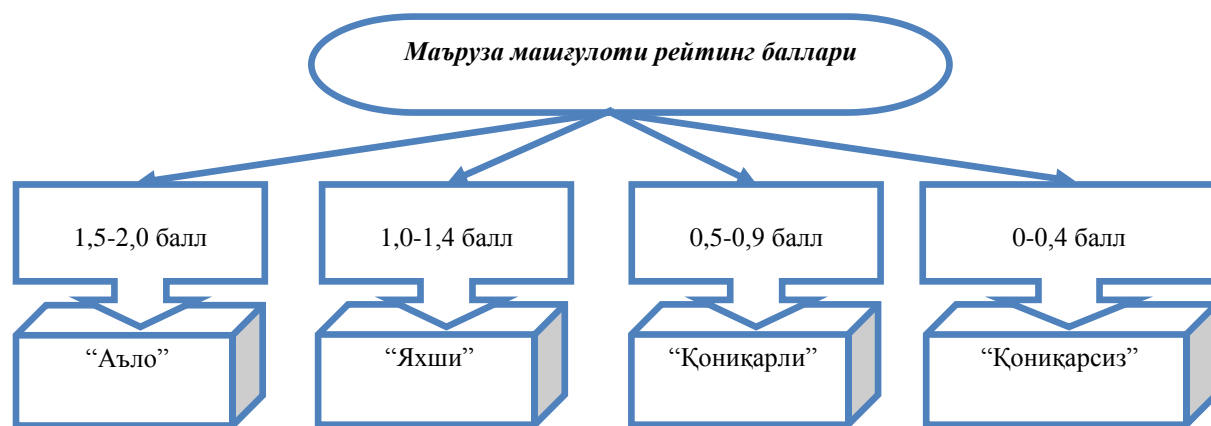 Маъруза машғулоти рейтинг баллари
1,5-2,0 балл
1,0-1,4 балл
0,5-0,9 балл
0-0,4 балл
“Аъло”
“Яхши”
“Қониқарли”
“Қониқарсиз”